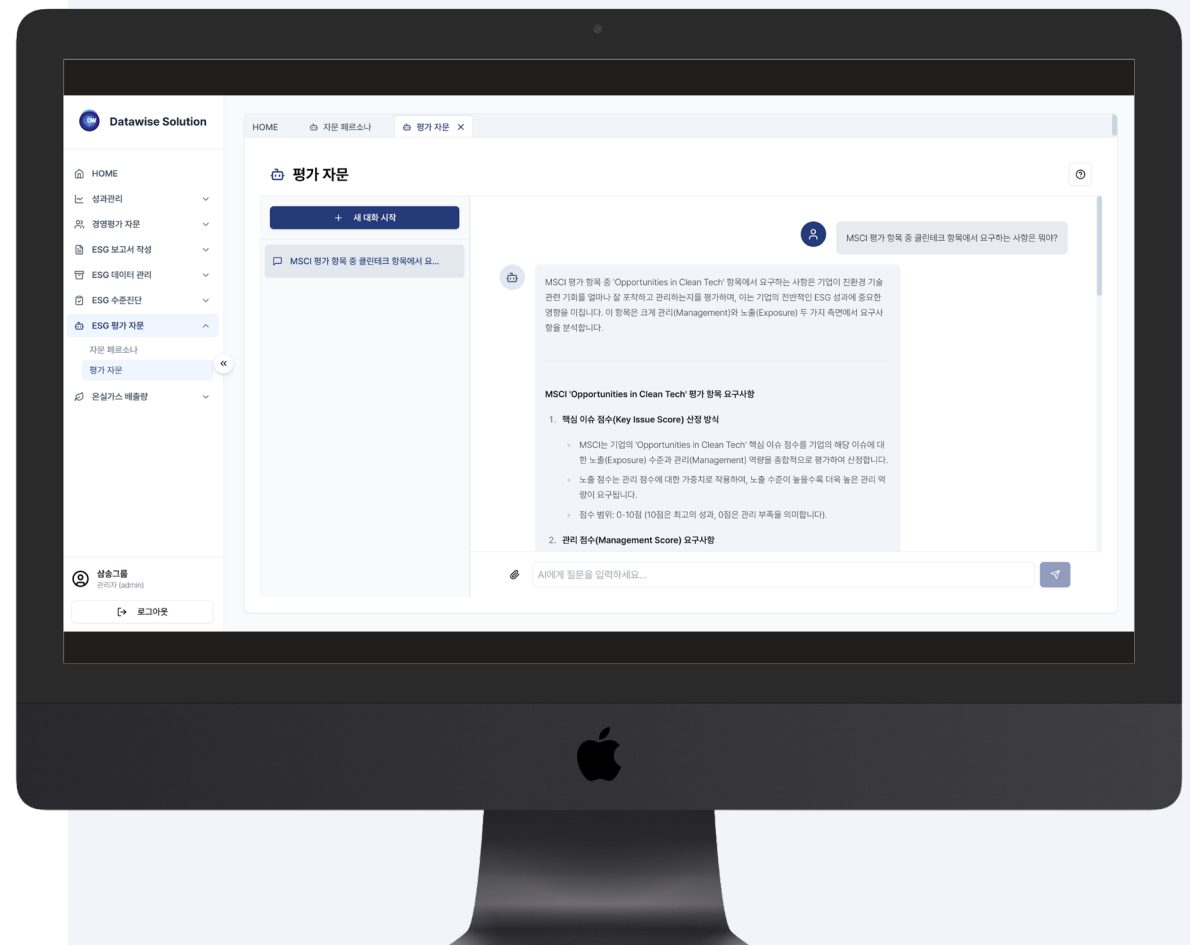 DW
Datawise Solution
HOME
성과관리
경영평가 자문
ESG 보고서 작성
ESG 데이터 관리
ESG 수준진단
ESG 평가 자문
자문 페르소나
평가 자문
온실가스 배출량
삼송그룹
관리자 (admin)
로그아웃
HOME
자문 페르소나
평가 자문
평가 자문
+ 새 대화 시작
MSCI 평가 항목 중 클린테크 항목에서 요...
MSCI 평가 항목 중 클린테크 항목에서 요구하는 사항은 뭐야?
MSCI 평가 항목 중 'Opportunities in Clean Tech' 항목에서 요구하는 사항은 기업이 친환경 기술
관련 기회를 얼마나 잘 포착하고 관리하는지를 평가하며, 이는 기업의 전반적인 ESG 성과에 중요한
영향을 미칩니다. 이 항목은 크게 관리(Management)와 노출(Exposure) 두 가지 측면에서 요구사
항을 분석합니다.
MSCI 'Opportunities in Clean Tech' 평가 항목 요구사항
1. 핵심 이슈 점수(Key Issue Score) 산정 방식
MSCI는 기업의 'Opportunities in Clean Tech' 핵심 이슈 점수를 기업의 해당 이슈에 대
한 노출(Exposure) 수준과 관리(Management) 역량을 종합적으로 평가하여 산정합니다.
노출 점수는 관리 점수에 대한 가중치로 작용하여, 노출 수준이 높을수록 더욱 높은 관리 역
량이 요구됩니다.
점수 범위: 0-10점 (10점은 최고의 성과, 0점은 관리 부족을 의미합니다).
2. 관리 점수(Management Score) 요구사항
AI에게 질문을 입력하세요...